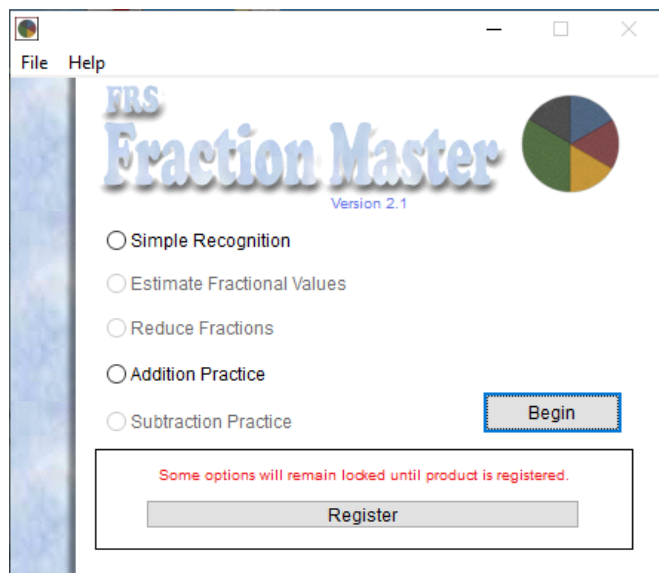 File Help
FRS
Fraction Master
Version 2.1
Simple Recognition
Estimate Fractional Values
Reduce Fractions
Addition Practice
Subtraction Practice
Begin
Some options will remain locked until product is registered.
Register